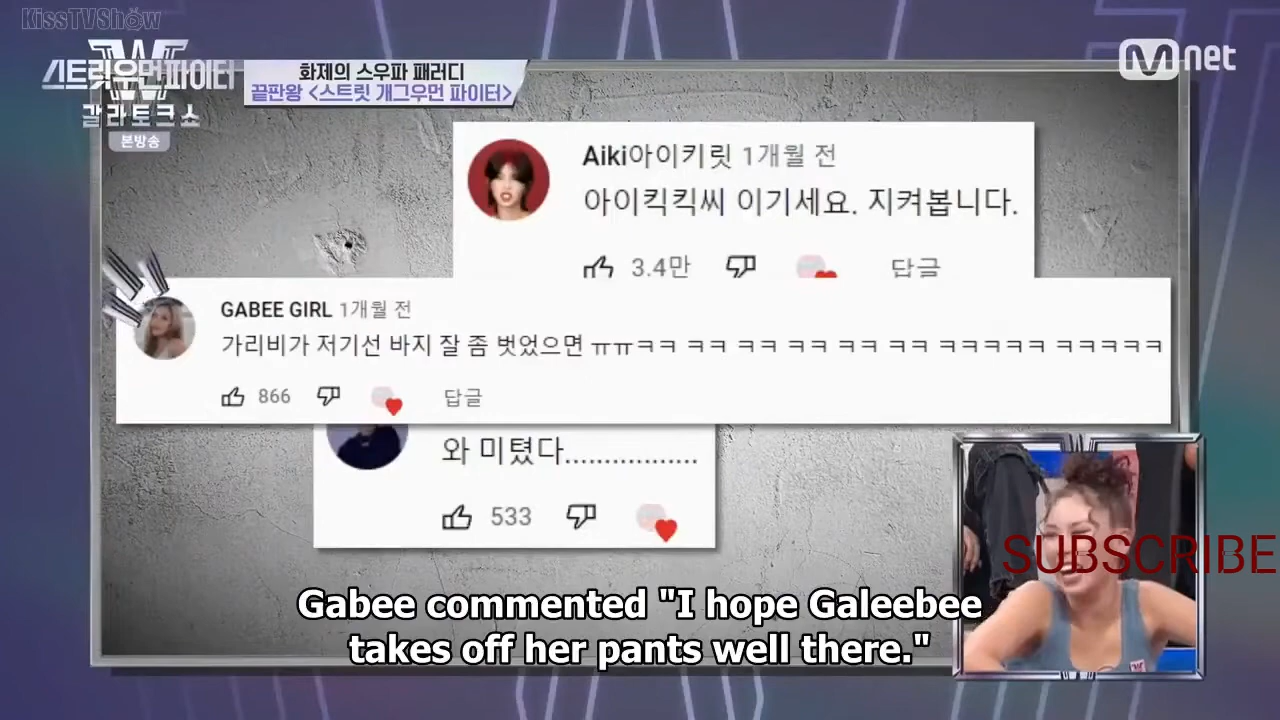 KissTVShow
스트릿우먼파이터
W
갈라토크쇼
본방송
화제의 스우파 패러디
끝판왕 <스트릿 개그우먼 파이터>
Mnet
Aiki아이키릿 1개월 전
아이킥킥씨 이기세요. 지켜봅니다.
3.4만 답글
GABEE GIRL 1개월 전
가리비가 저기선 바지 잘 좀 벗었으면 ㅠㅠㅋㅋ ㅋㅋ ㅋㅋ ㅋㅋ ㅋㅋ ㅋㅋ ㅋㅋㅋㅋㅋ ㅋㅋㅋㅋㅋ
866 답글
와 미텼다.................
533
SUBSCRIBE
Gabee commented "I hope Galeebee
takes off her pants well there."